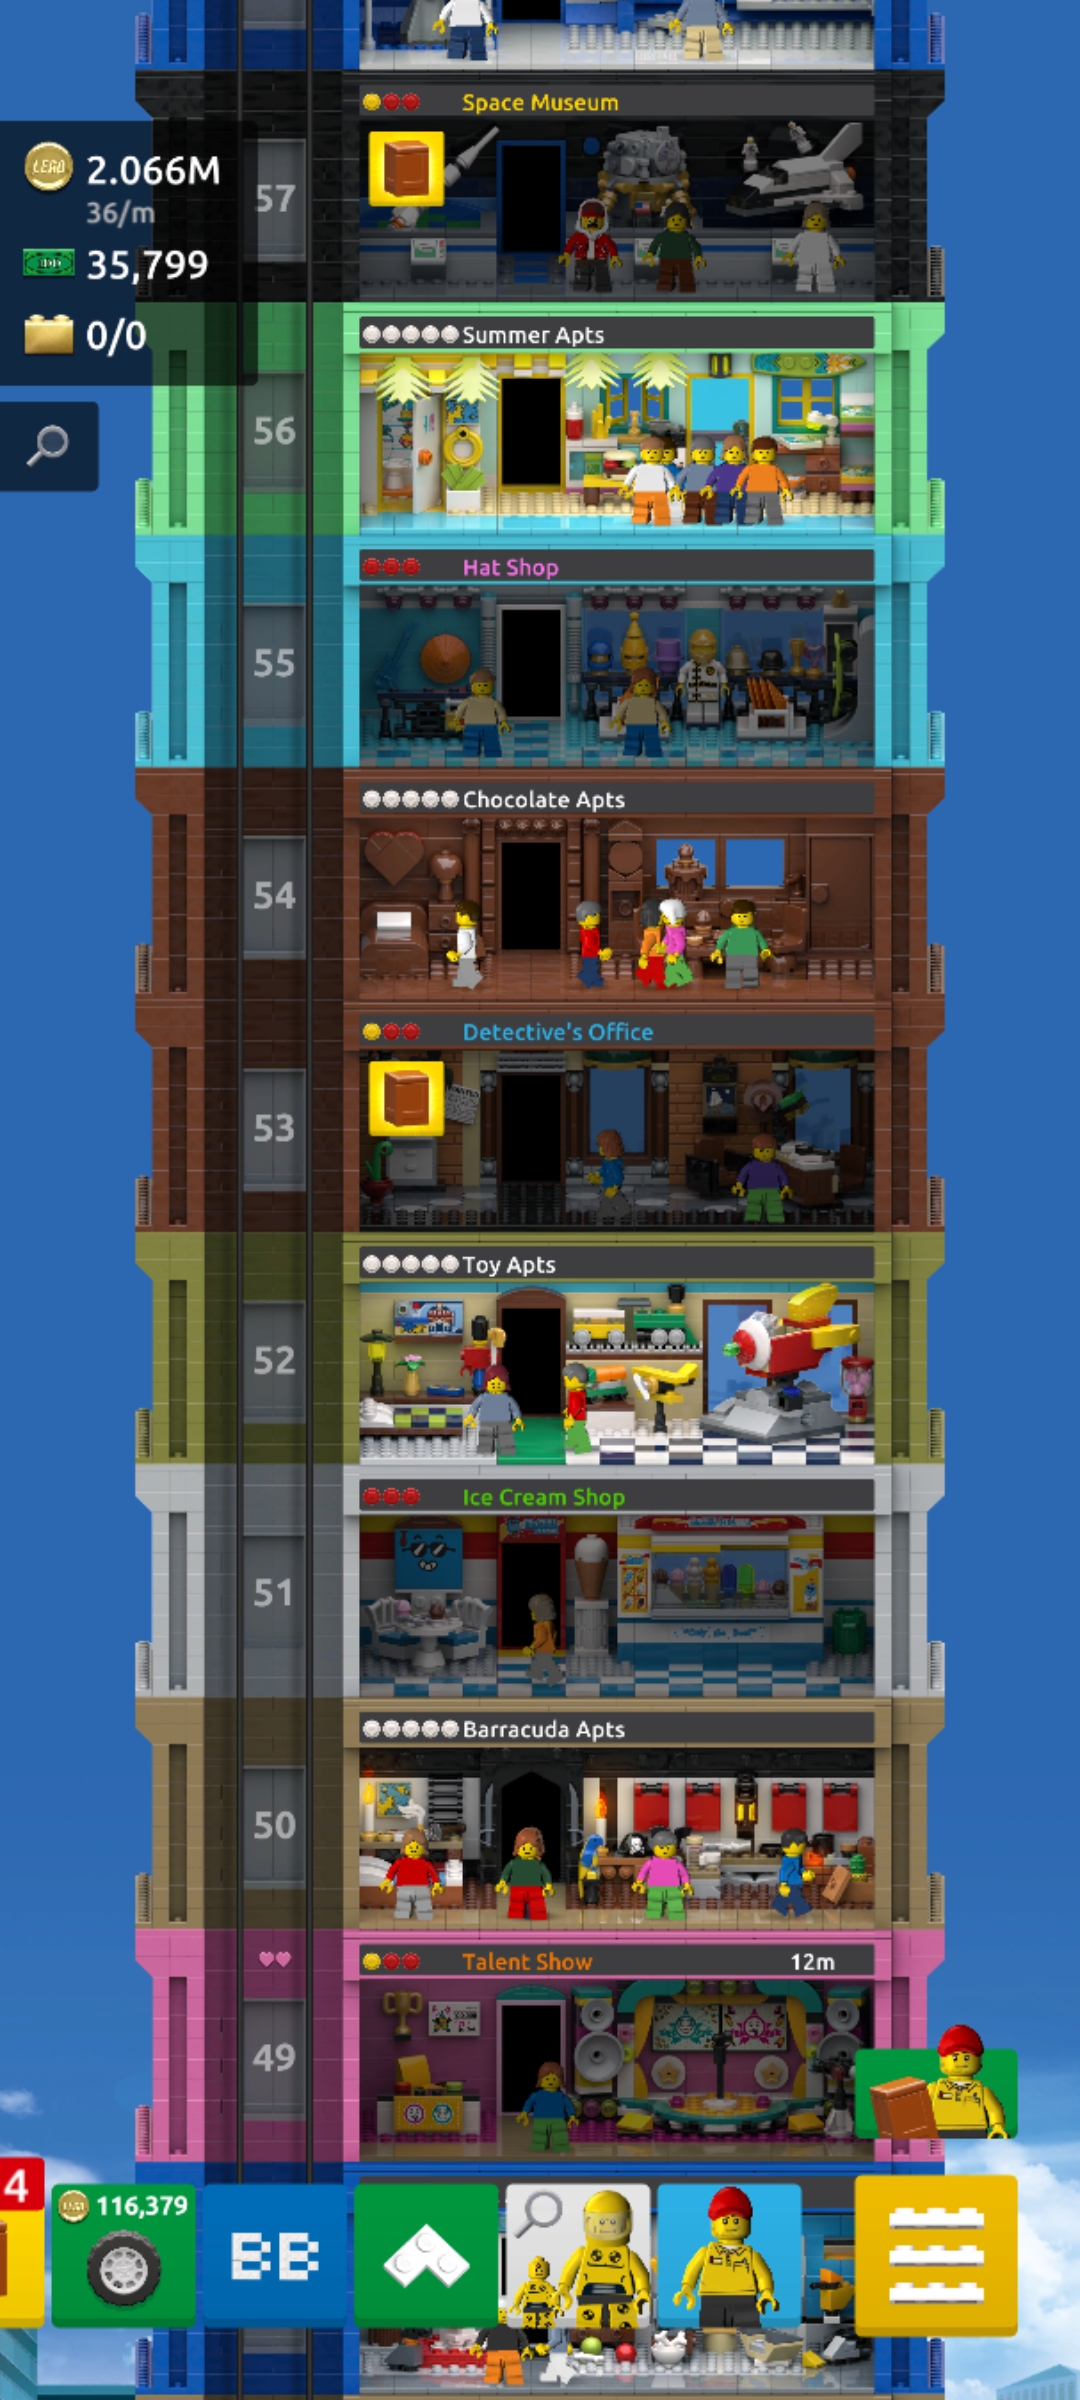 Space Museum
LEGO
2.066M
36/m
57
35,799
0/0
Summer Apts
56
Hat Shop
55
Chocolate Apts
54
Detective's Office
53
Toy Apts
52
Ice Cream Shop
51
Barracuda Apts
50
Talent Show
12m
49
4
116,379
BB